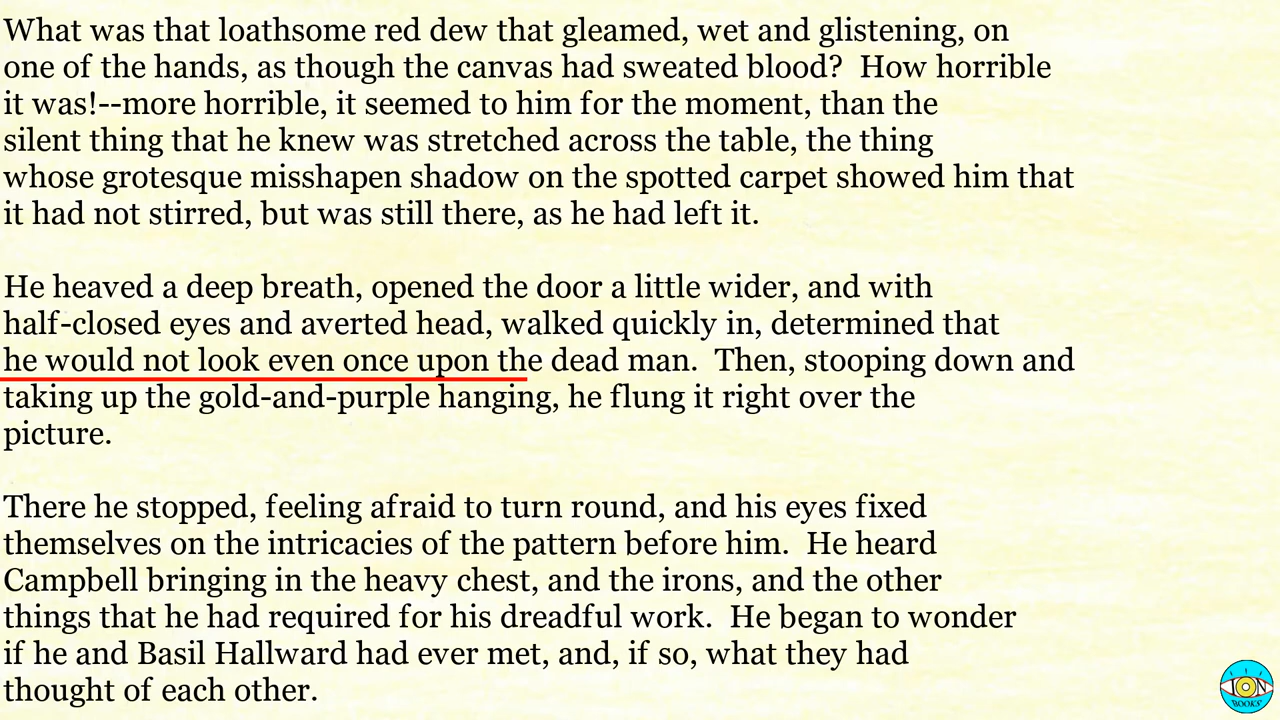 What was that loathsome red dew that gleamed, wet and glistening, on
one of the hands, as though the canvas had sweated blood?  How horrible
it was!--more horrible, it seemed to him for the moment, than the
silent thing that he knew was stretched across the table, the thing
whose grotesque misshapen shadow on the spotted carpet showed him that
it had not stirred, but was still there, as he had left it.
He heaved a deep breath, opened the door a little wider, and with
half-closed eyes and averted head, walked quickly in, determined that
he would not look even once upon the dead man.  Then, stooping down and
taking up the gold-and-purple hanging, he flung it right over the
picture.
There he stopped, feeling afraid to turn round, and his eyes fixed
themselves on the intricacies of the pattern before him.  He heard
Campbell bringing in the heavy chest, and the irons, and the other
things that he had required for his dreadful work.  He began to wonder
if he and Basil Hallward had ever met, and, if so, what they had
thought of each other.
ION
BOOKS